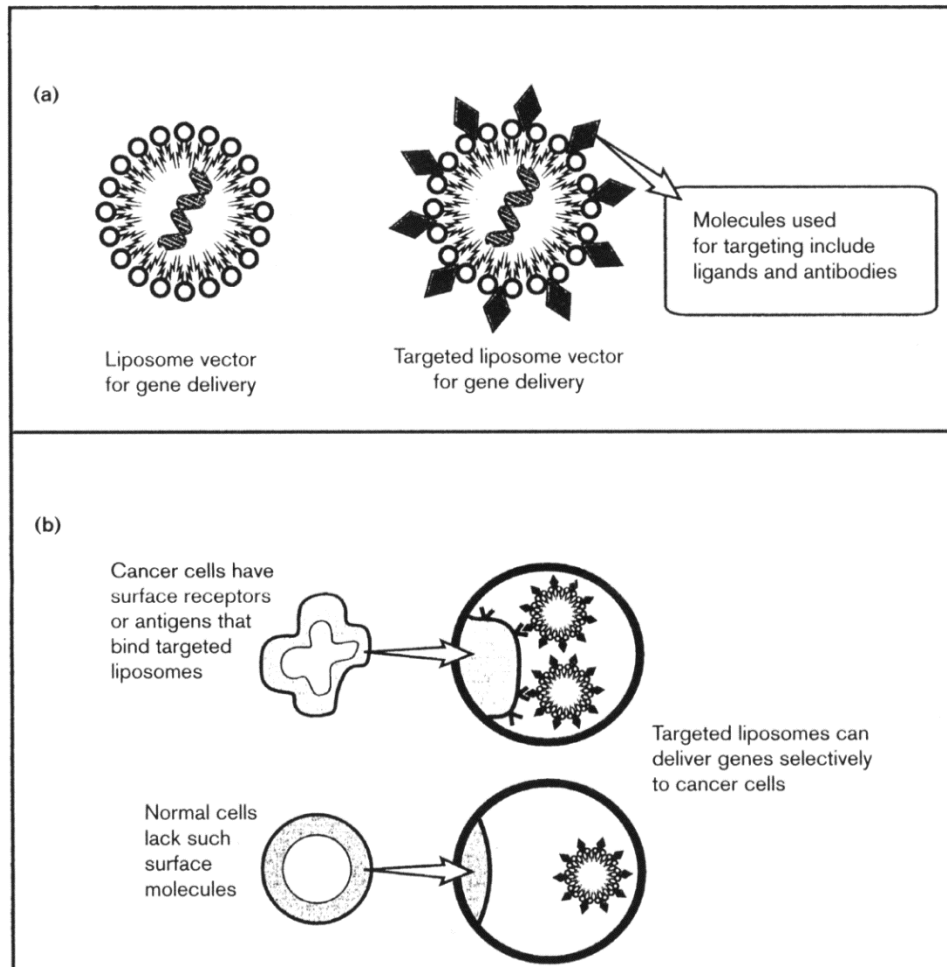 (a)
Liposome vector
for gene delivery
Targeted liposome vector
for gene delivery
Molecules used
for targeting include
ligands and antibodies
(b)
Cancer cells have
surface receptors
or antigens that
bind targeted
liposomes
Targeted liposomes can
deliver genes selectively
to cancer cells
Normal cells
lack such
surface
molecules